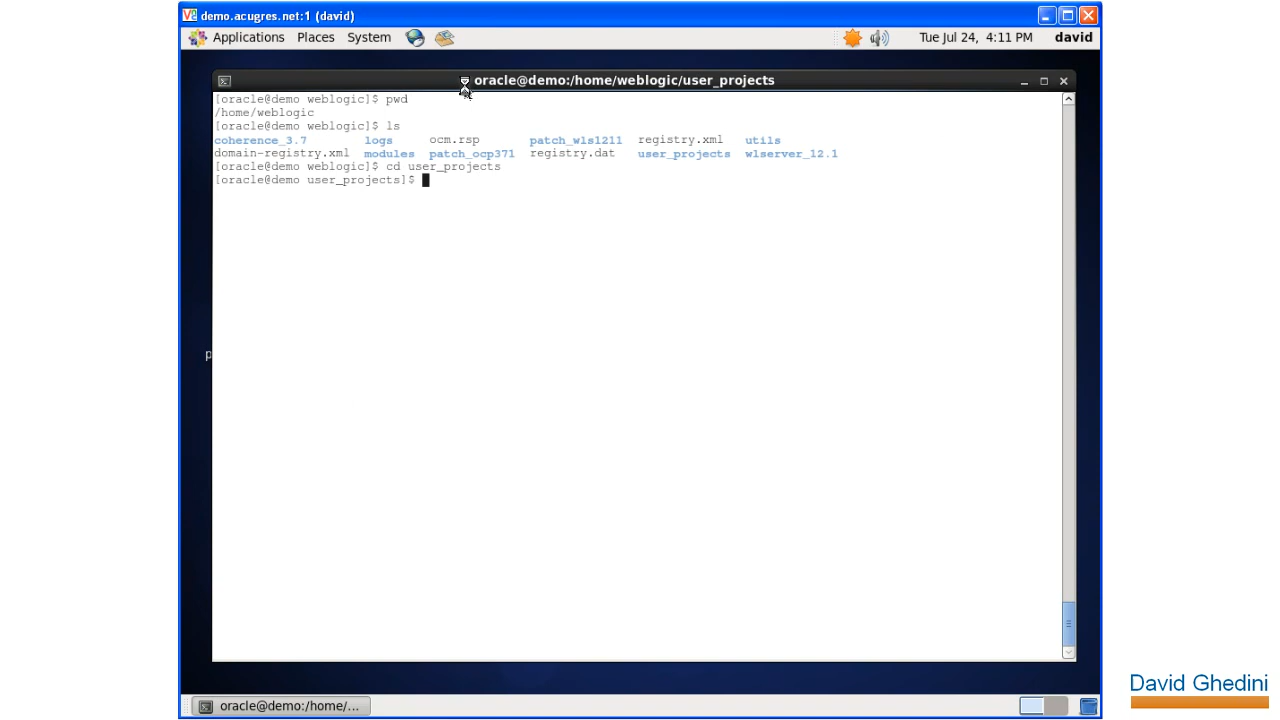 demo.acugres.net:1 (david)
Applications Places System Tue Jul 24, 4:11 PM david
oracle@demo:/home/weblogic/user_projects
[oracle@demo weblogic]$ pwd
/home/weblogic
[oracle@demo weblogic]$ ls
coherence_3.7 logs ocm.rsp patch_wls1211 registry.xml utils
domain-registry.xml modules patch_ocp371 registry.dat user_projects wlserver_12.1
[oracle@demo weblogic]$ cd user_projects
[oracle@demo user_projects]$
p
David Ghedini
oracle@demo:/home/...